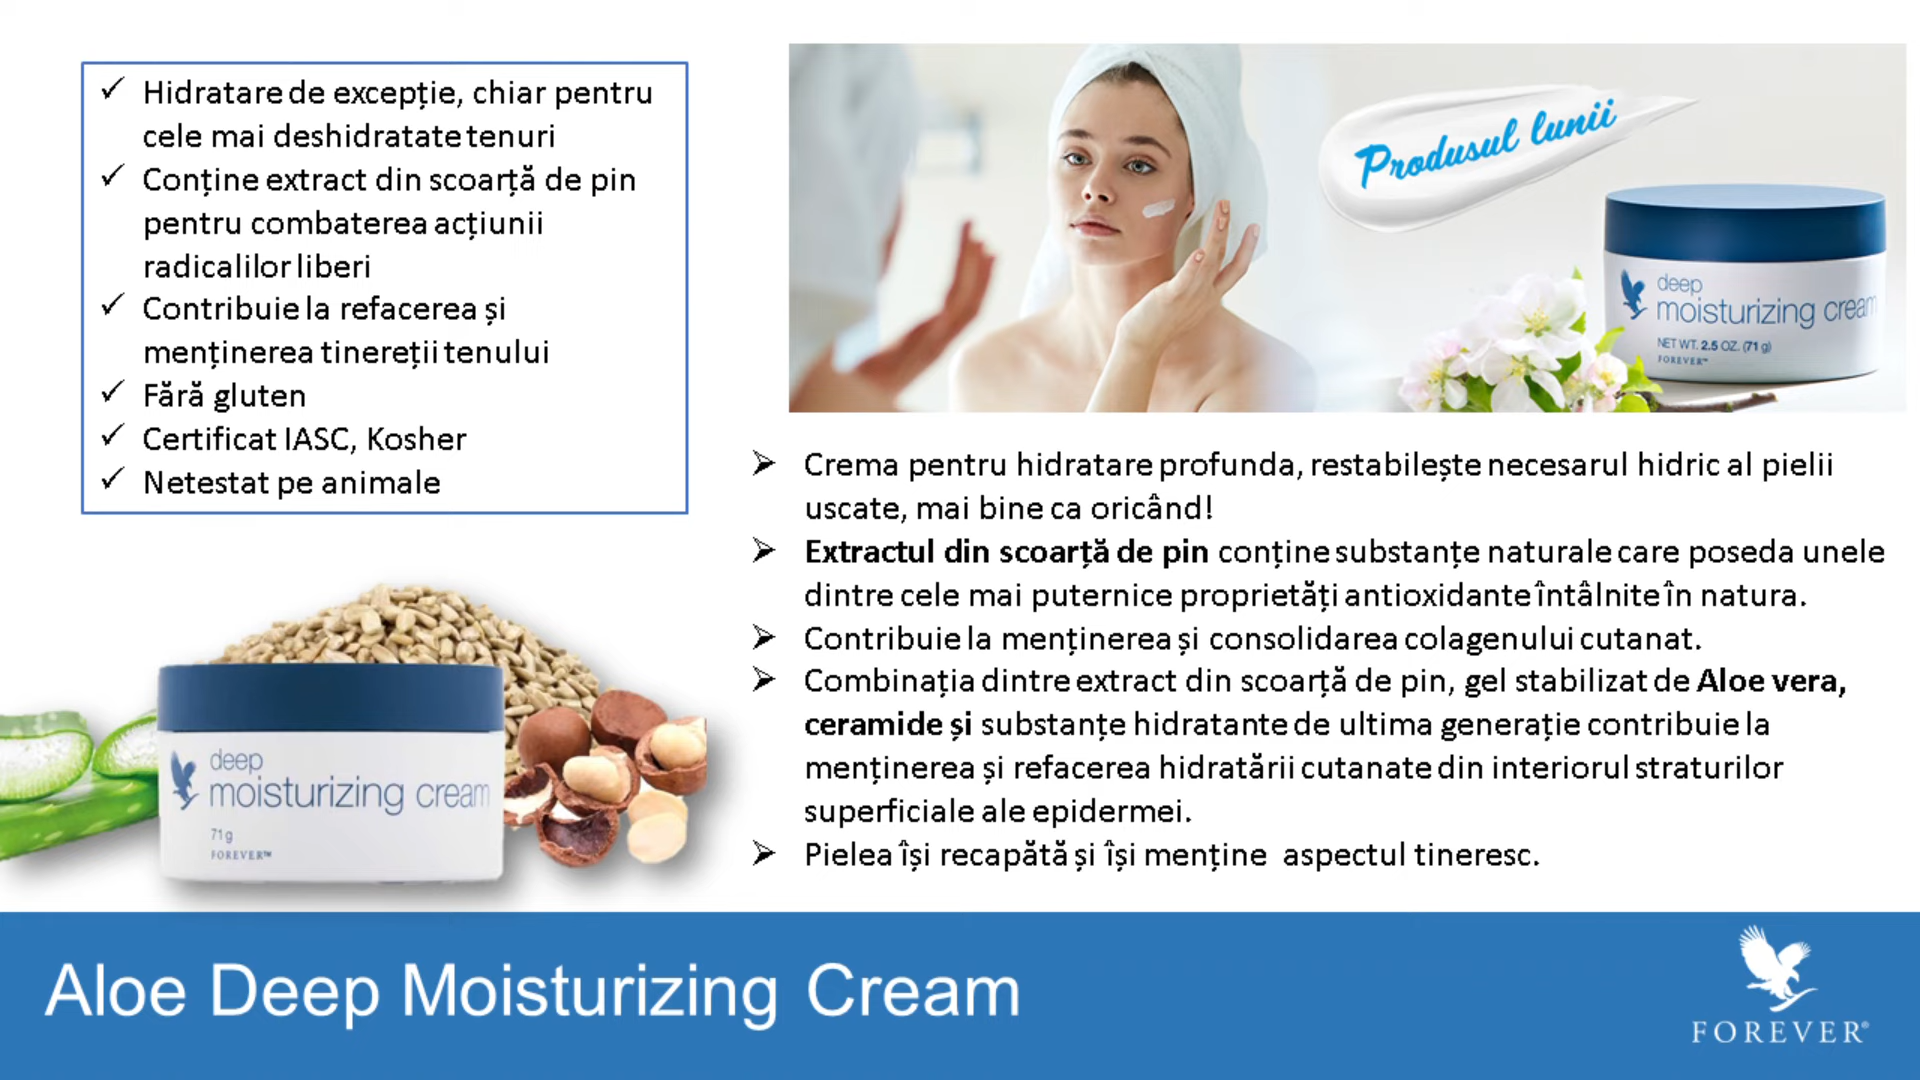 Hidratare de excepție, chiar pentru
cele mai deshidratate tenuri
Conține extract din scoarță de pin
pentru combaterea acțiunii
radicalilor liberi
Contribuie la refacerea și
menținerea tinereții tenului
Fără gluten
Certificat IASC, Kosher
Netestat pe animale
Produsul lunii
deep
moisturizing cream
NET WT. 2.5 OZ. (71 g)
FOREVER™
Crema pentru hidratare profunda, restabilește necesarul hidric al pielii
uscate, mai bine ca oricând!
Extractul din scoarță de pin conține substanțe naturale care poseda unele
dintre cele mai puternice proprietăți antioxidante întâlnite în natura.
Contribuie la menținerea și consolidarea colagenului cutanat.
Combinația dintre extract din scoarță de pin, gel stabilizat de Aloe vera,
ceramide și substanțe hidratante de ultima generație contribuie la
menținerea și refacerea hidratării cutanate din interiorul straturilor
superficiale ale epidermei.
Pielea își recapătă și își menține  aspectul tineresc.
deep
moisturizing cream
71 g
FOREVER™
Aloe Deep Moisturizing Cream
FOREVER®